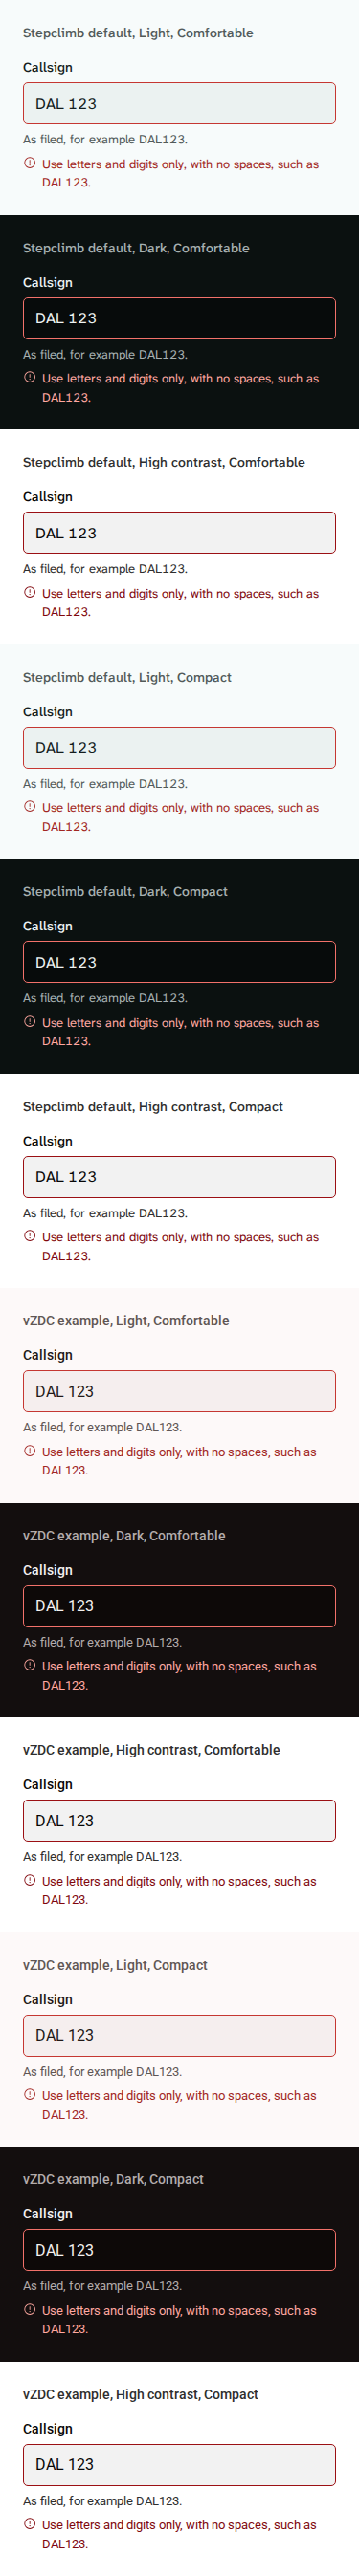 Stepclimb default, Light, Comfortable
Callsign
DAL 123
As filed, for example DAL123.
Use letters and digits only, with no spaces, such as
DAL123.
Stepclimb default, Dark, Comfortable
Callsign
DAL 123
As filed, for example DAL123.
Use letters and digits only, with no spaces, such as
DAL123.
Stepclimb default, High contrast, Comfortable
Callsign
DAL 123
As filed, for example DAL123.
Use letters and digits only, with no spaces, such as
DAL123.
Stepclimb default, Light, Compact
Callsign
DAL 123
As filed, for example DAL123.
Use letters and digits only, with no spaces, such as
DAL123.
Stepclimb default, Dark, Compact
Callsign
DAL 123
As filed, for example DAL123.
Use letters and digits only, with no spaces, such as
DAL123.
Stepclimb default, High contrast, Compact
Callsign
DAL 123
As filed, for example DAL123.
Use letters and digits only, with no spaces, such as
DAL123.
vZDC example, Light, Comfortable
Callsign
DAL 123
As filed, for example DAL123.
Use letters and digits only, with no spaces, such as
DAL123.
vZDC example, Dark, Comfortable
Callsign
DAL 123
As filed, for example DAL123.
Use letters and digits only, with no spaces, such as
DAL123.
vZDC example, High contrast, Comfortable
Callsign
DAL 123
As filed, for example DAL123.
Use letters and digits only, with no spaces, such as
DAL123.
vZDC example, Light, Compact
Callsign
DAL 123
As filed, for example DAL123.
Use letters and digits only, with no spaces, such as
DAL123.
vZDC example, Dark, Compact
Callsign
DAL 123
As filed, for example DAL123.
Use letters and digits only, with no spaces, such as
DAL123.
vZDC example, High contrast, Compact
Callsign
DAL 123
As filed, for example DAL123.
Use letters and digits only, with no spaces, such as
DAL123.